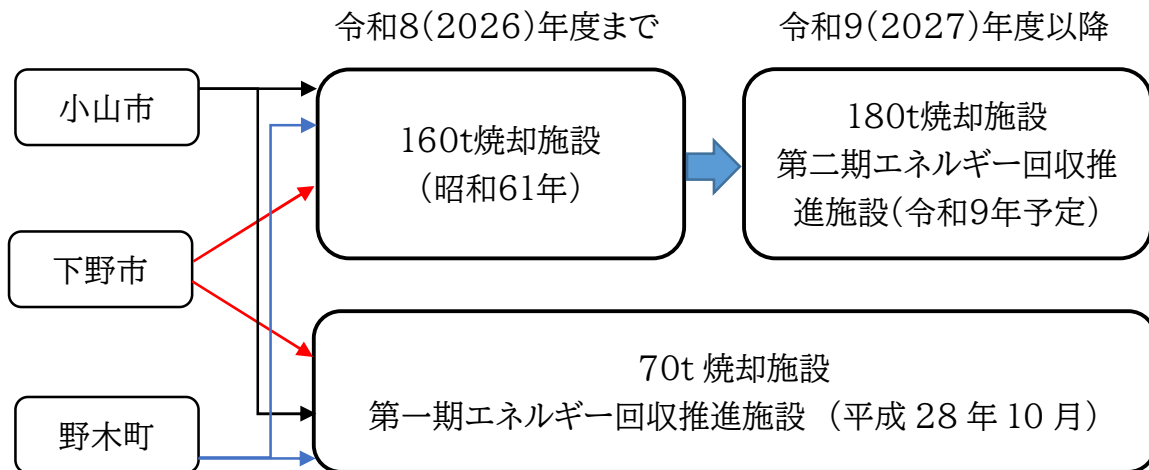 令和8(2026)年度まで
令和9(2027)年度以降
小山市
下野市
野木町
160t焼却施設
(昭和61年)
180t焼却施設
第二期エネルギー回収推
進施設(令和9年予定)
70t 焼却施設
第一期エネルギー回収推進施設 (平成 28 年 10 月)